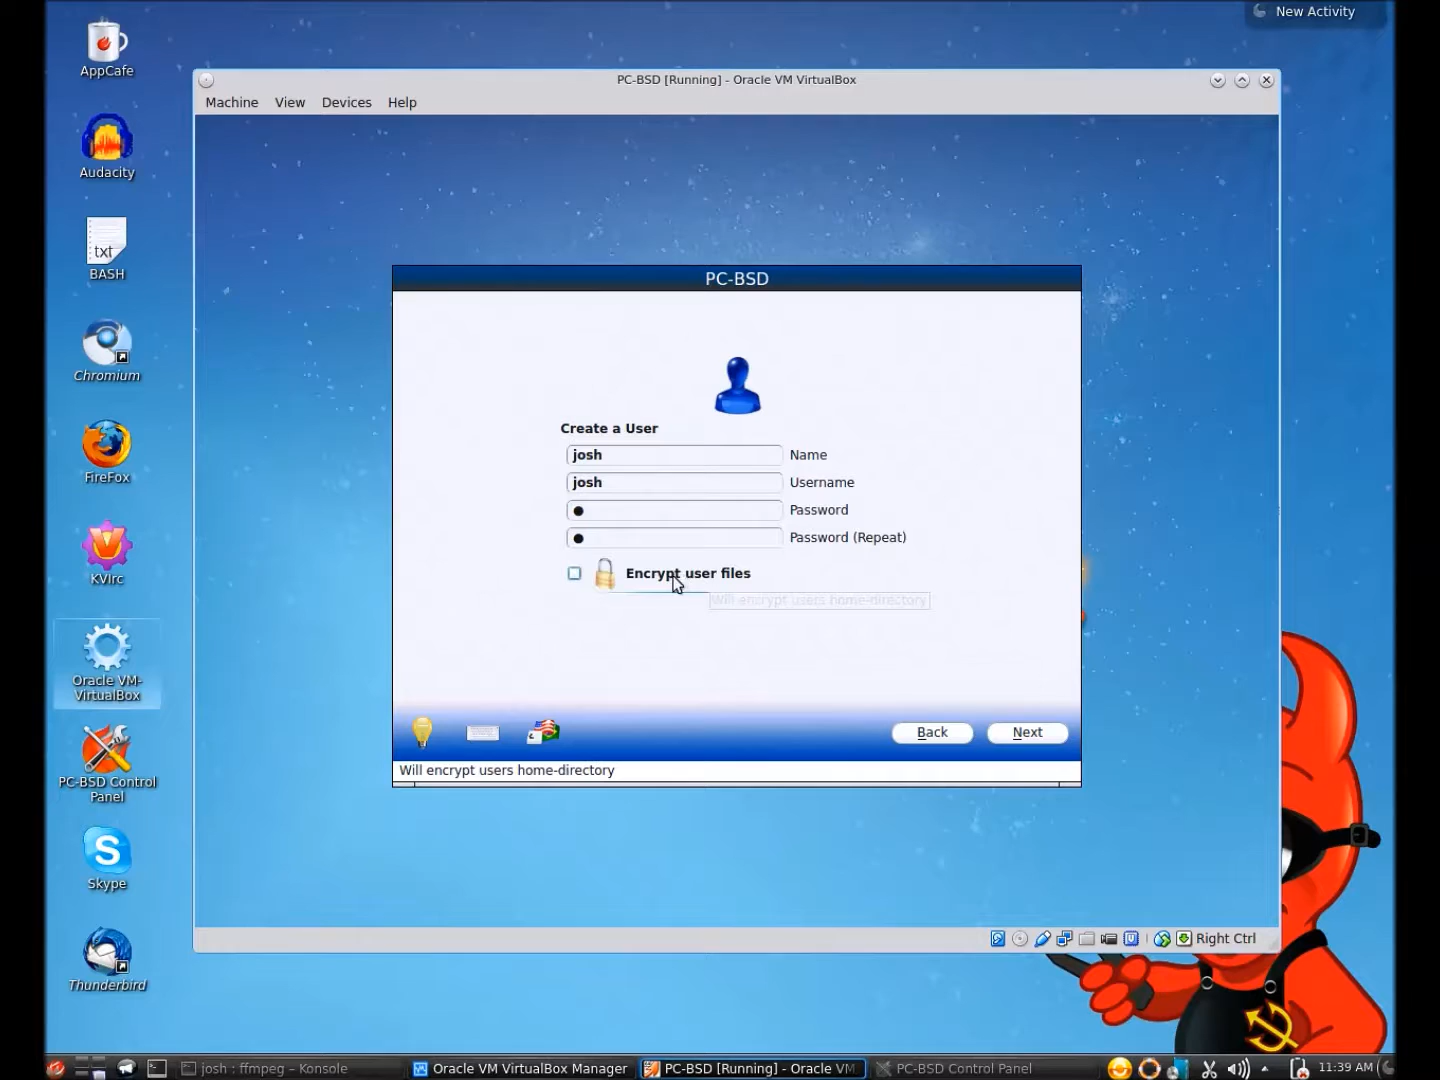 New Activity
AppCafe
Audacity
txt
BASH
Chromium
FireFox
KVIrc
Oracle VM-
VirtualBox
PC-BSD Control
Panel
Skype
Thunderbird
PC-BSD [Running] - Oracle VM VirtualBox
Machine View Devices Help
PC-BSD
Create a User
josh Name
josh Username
Password
Password (Repeat)
Encrypt user files
Will encrypt users home-directory
Back Next
Will encrypt users home-directory
Right Ctrl
josh : ffmpeg – Konsole
Oracle VM VirtualBox Manager
PC-BSD [Running] - Oracle VM
PC-BSD Control Panel
11:39 AM